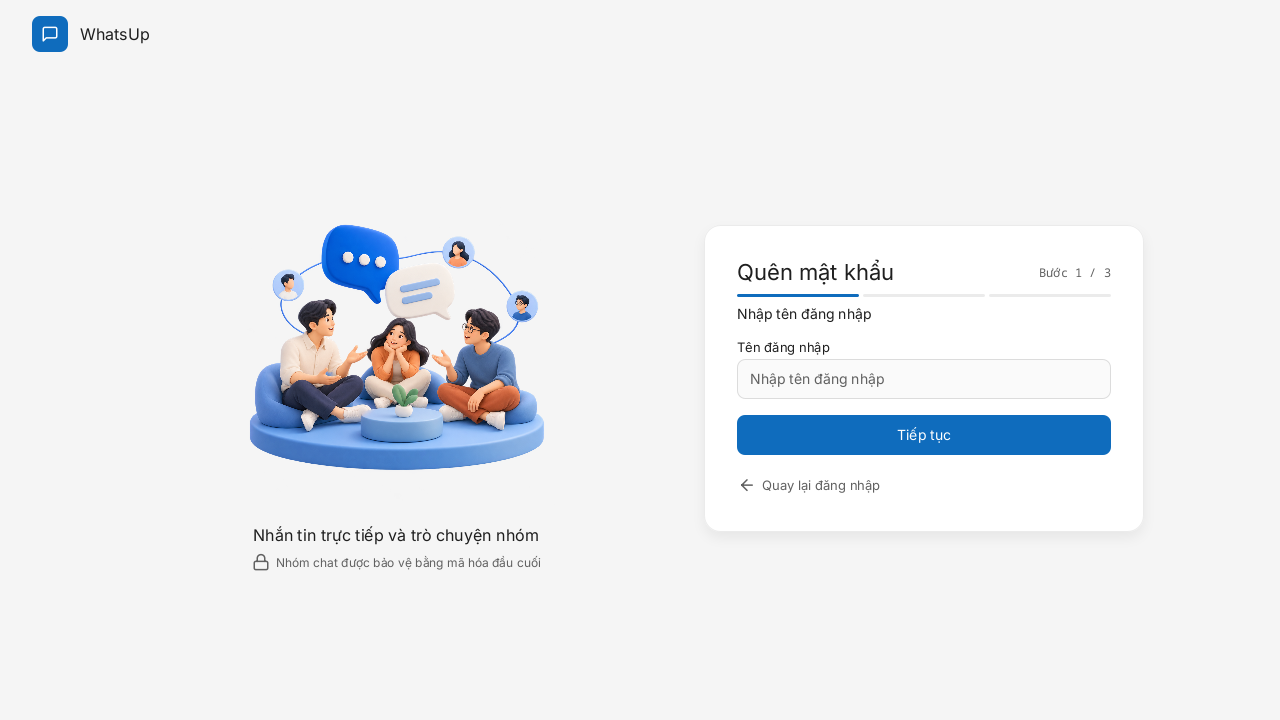 WhatsUp
Quên mật khẩu
Bước 1 / 3
Nhập tên đăng nhập
Tên đăng nhập
Nhập tên đăng nhập
Tiếp tục
Quay lại đăng nhập
Nhắn tin trực tiếp và trò chuyện nhóm
Nhóm chat được bảo vệ bằng mã hóa đầu cuối